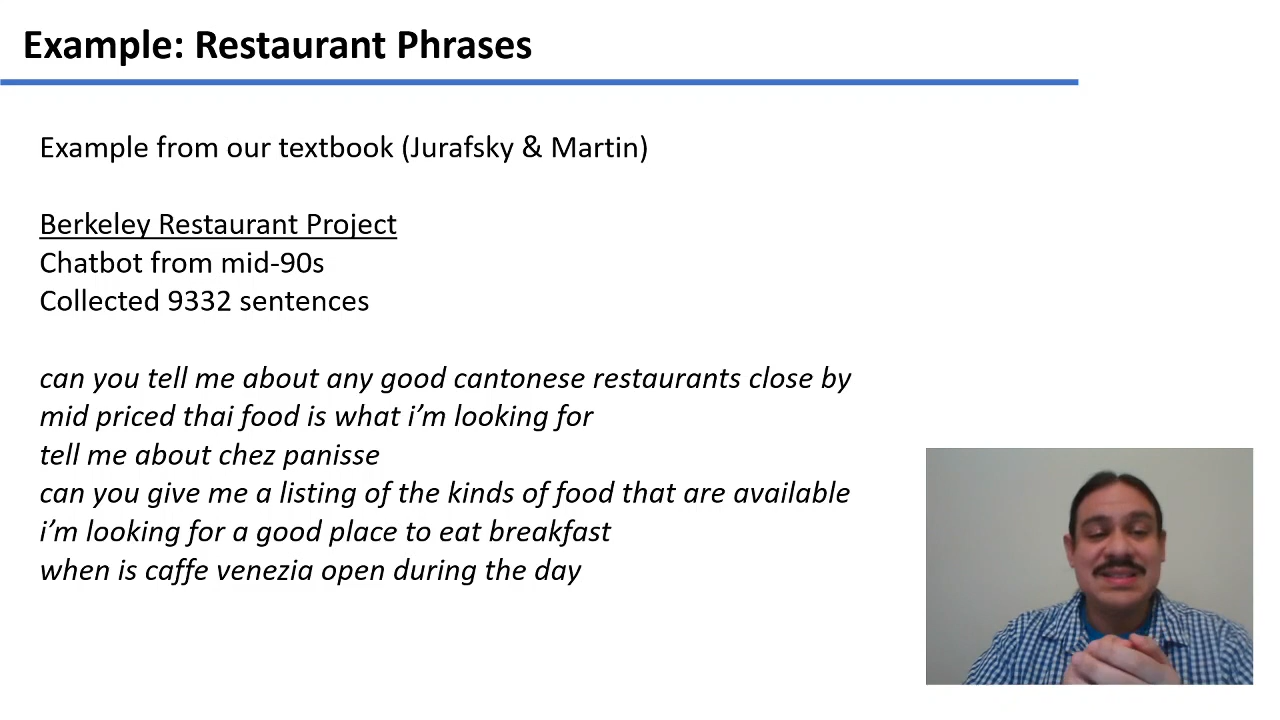 Example: Restaurant Phrases
Example from our textbook (Jurafsky & Martin)
Berkeley Restaurant Project
Chatbot from mid-90s
Collected 9332 sentences
can you tell me about any good cantonese restaurants close by
mid priced thai food is what i’m looking for
tell me about chez panisse
can you give me a listing of the kinds of food that are available
i’m looking for a good place to eat breakfast
when is caffe venezia open during the day